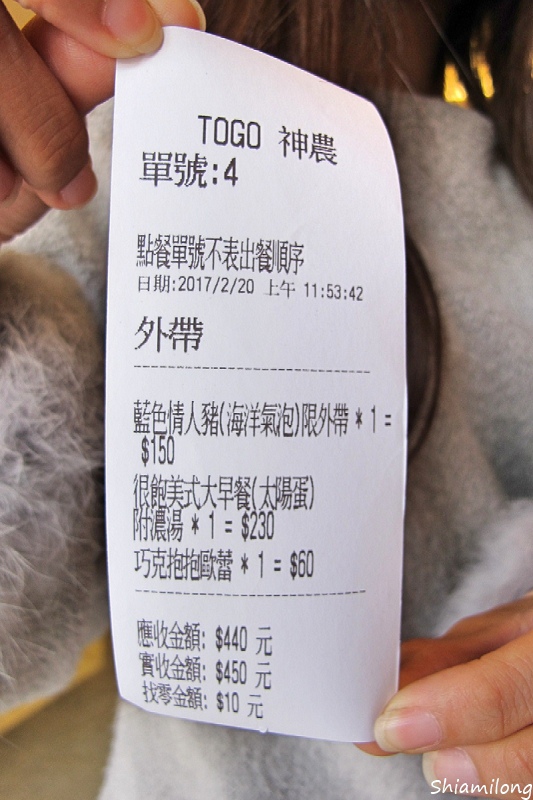 TOGO 神農
單號:4
點餐單號不表出餐順序
日期:2017/2/20 上午 11:53:42
外帶
藍色情人豬(海洋氣泡)限外帶 * 1 =
$150
很飽美式大早餐(太陽蛋)
附濃湯 * 1 = $230
巧克抱抱歐蕾 * 1 = $60
應收金額: $440 元
實收金額: $450 元
找零金額: $10 元
Shiamilong